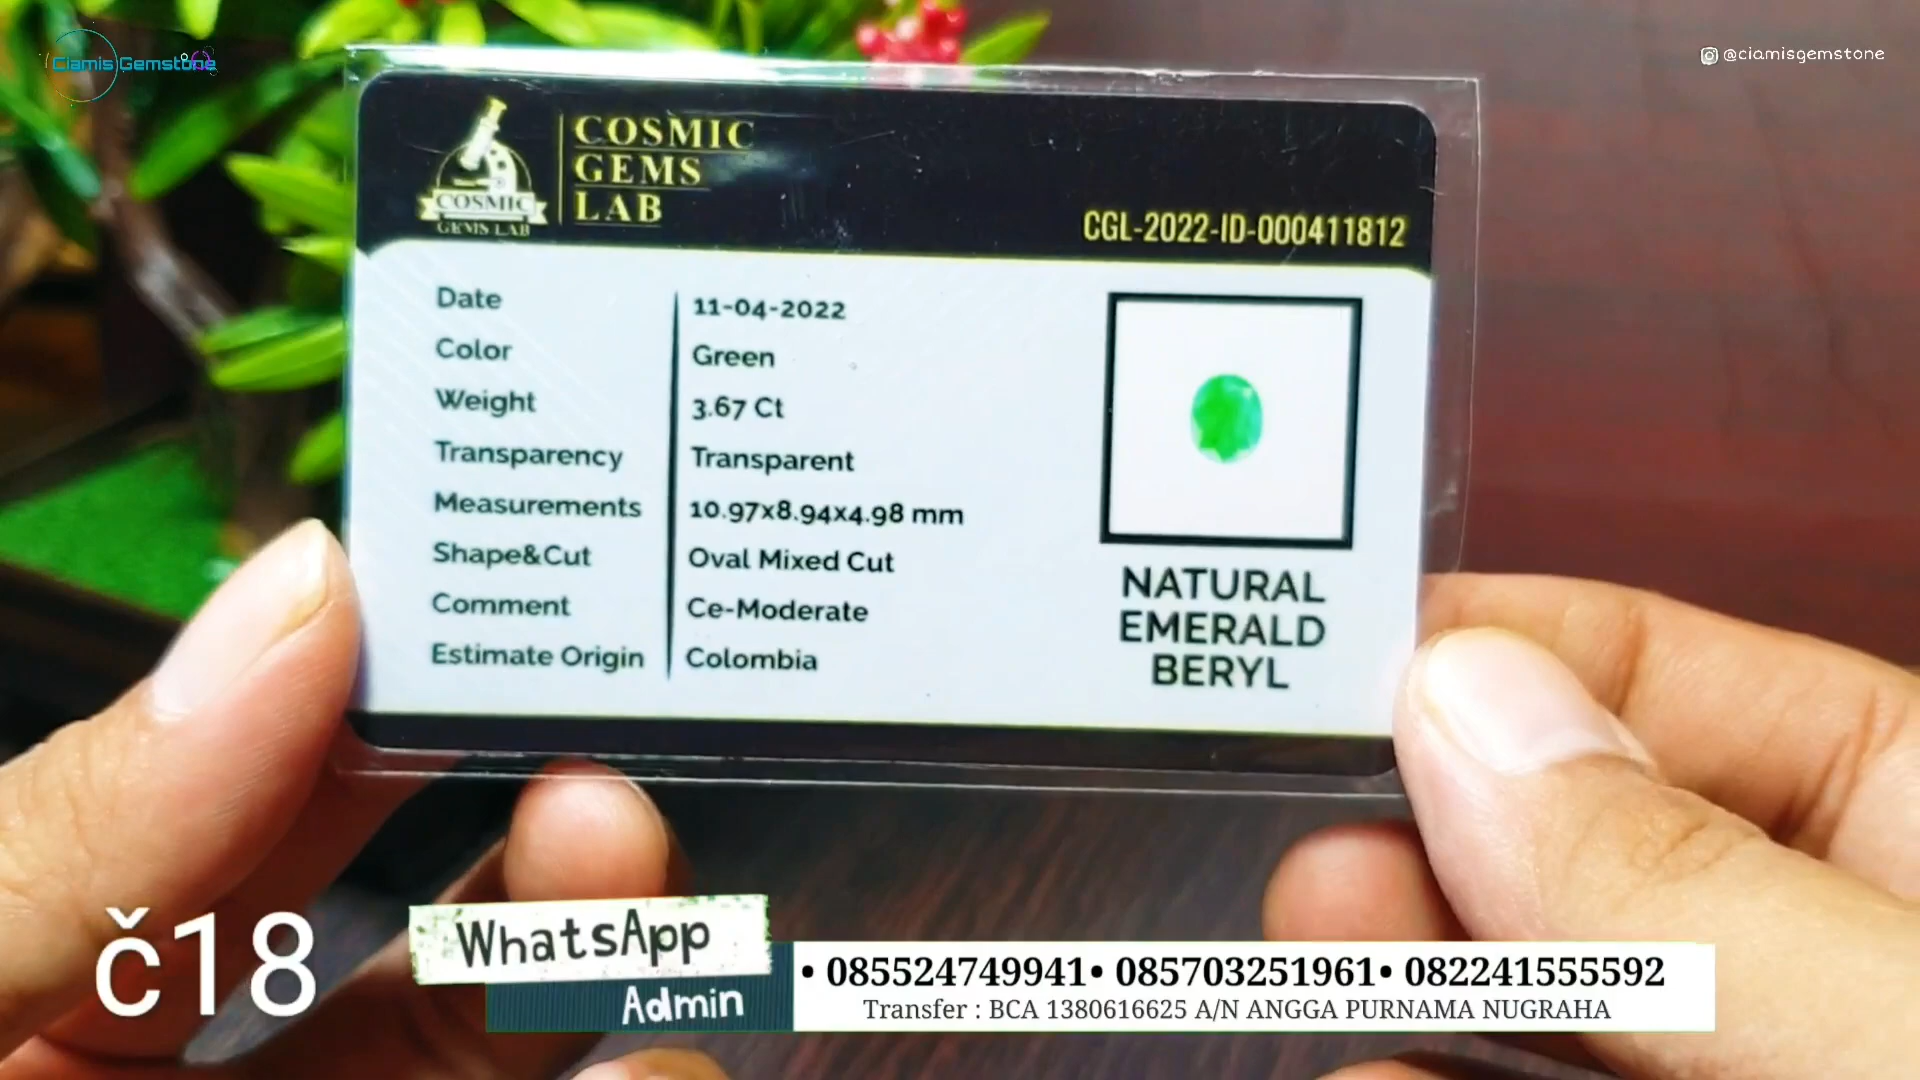 Ciamis Gemstone
@ciamisgemstone
COSMIC
GEMS
LAB
COSMIC
GEMS LAB
CGL-2022-ID-000411812
Date 11-04-2022
Color Green
Weight 3.67 Ct
Transparency Transparent
Measurements 10.97x8.94x4.98 mm
Shape&Cut Oval Mixed Cut
Comment Ce-Moderate
Estimate Origin Colombia
NATURAL
EMERALD
BERYL
č18
WhatsApp
Admin
• 085524749941• 085703251961• 082241555592
Transfer : BCA 1380616625 A/N ANGGA PURNAMA NUGRAHA